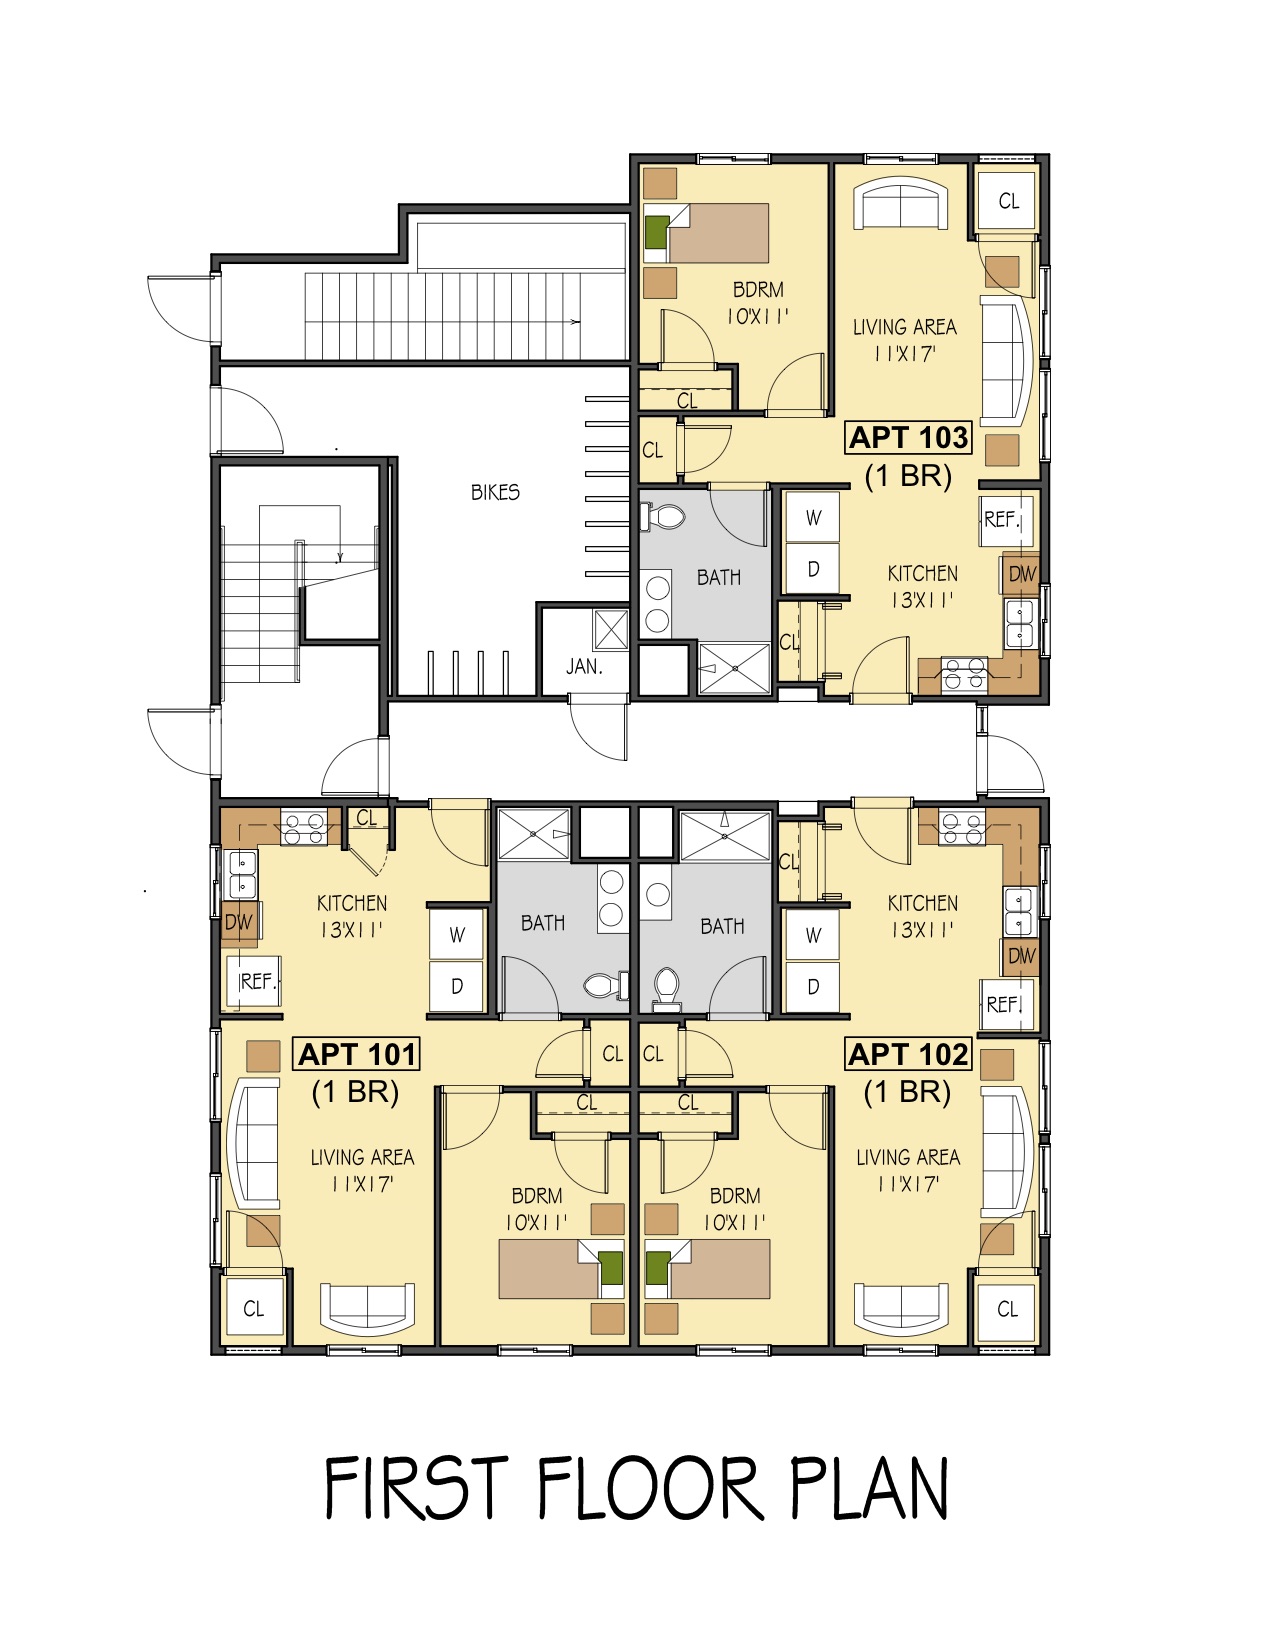 CL
BDRM
10'X11'
LIVING AREA
11'X17'
CL
APT 103
(1 BR)
CL
BIKES
W
REF.
D
BATH
KITCHEN
13'X11'
DW
CL
JAN.
CL
KITCHEN
13'X11'
DW
BATH
W
REF.
D
CL
BATH
KITCHEN
13'X11'
W
DW
D
REF.
APT 101
(1 BR)
CL
CL
APT 102
(1 BR)
CL
CL
LIVING AREA
11'X17'
LIVING AREA
11'X17'
BDRM
10'X11'
BDRM
10'X11'
CL
CL
FIRST FLOOR PLAN